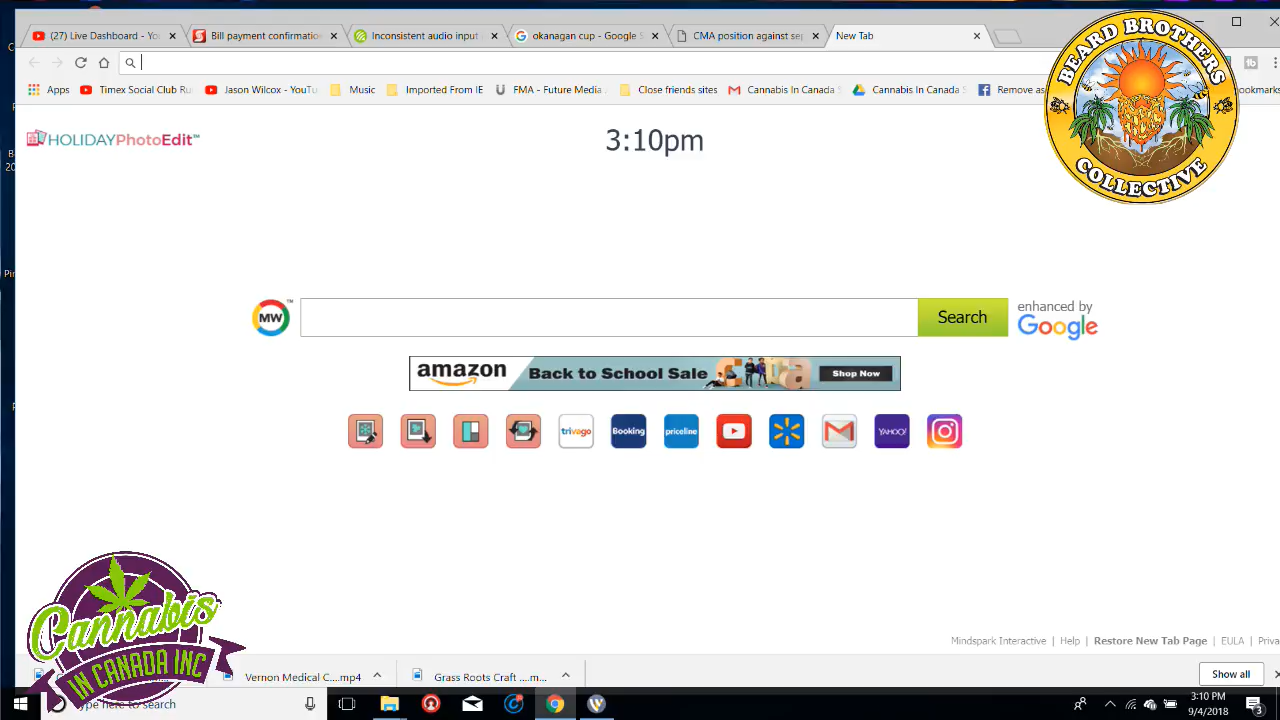 (27) Live Dashboard - Yo
Bill payment confirmation
Inconsistent audio input
okanagan cup - Google S
CMA position against se
New Tab
Apps
Timex Social Club Ru
Jason Wilcox - YouTu
Music
Imported From IE
FMA - Future Media
Close friends sites
Cannabis In Canada S
Cannabis In Canada S
Remove as
ookmarks
BEARD BROTHERS
COLLECTIVE
HOLIDAYPhotoEdit™
3:10pm
MW™
Search
enhanced by
Google
amazon
Back to School Sale
Shop Now
trivago
Booking
priceline
YAHOO!
Mindspark Interactive | Help | Restore New Tab Page | EULA | Priva
Cannabis
IN CANADA INC
Vernon Medical C....mp4
Grass Roots Craft ....m...
Show all
Type here to search
3:10 PM
9/4/2018
3